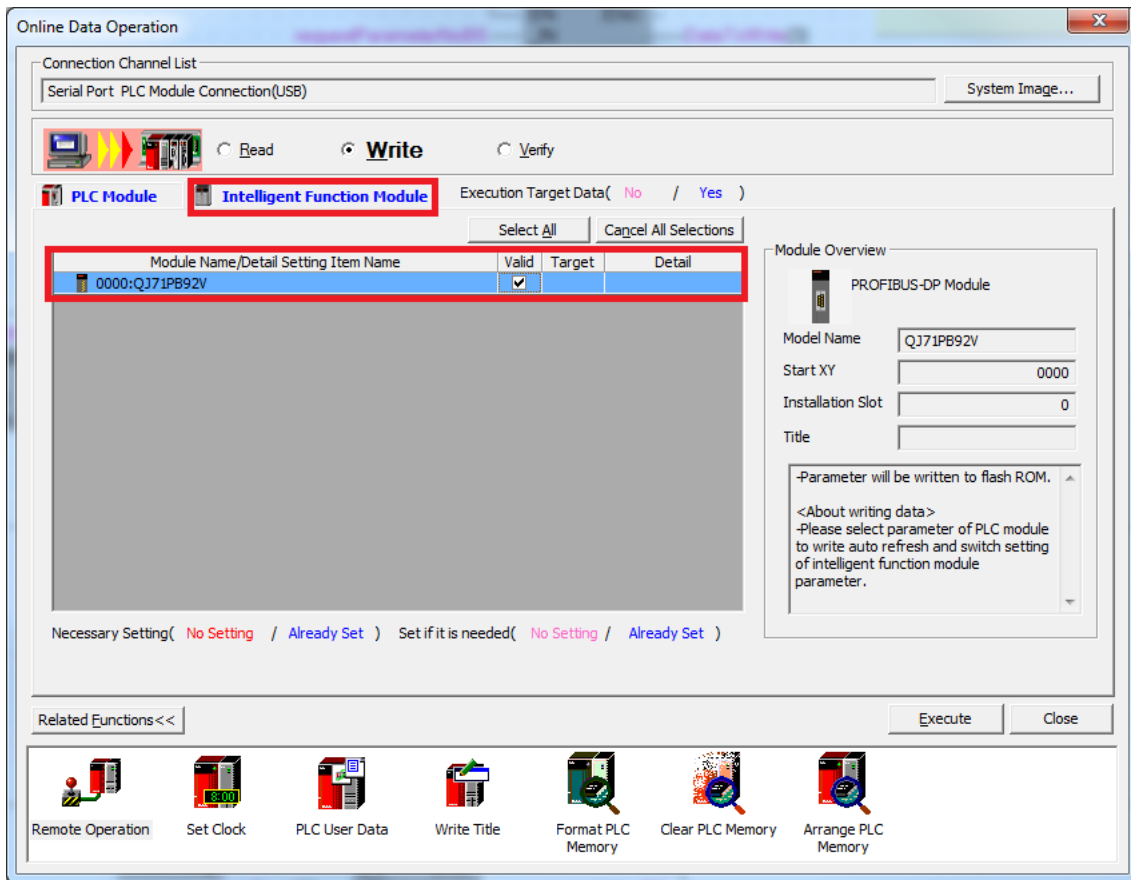 Online Data Operation
Connection Channel List
Serial Port PLC Module Connection(USB)
System Image...
Read
Write
Verify
PLC Module
Intelligent Function Module
Execution Target Data( No / Yes )
Select All
Cancel All Selections
Module Name/Detail Setting Item Name Valid Target Detail
0000:QJ71PB92V
Module Overview
PROFIBUS-DP Module
Model Name QJ71PB92V
Start XY 0000
Installation Slot 0
Title
-Parameter will be written to flash ROM.
<About writing data>
-Please select parameter of PLC module
to write auto refresh and switch setting
of intelligent function module
parameter.
Necessary Setting( No Setting / Already Set ) Set if it is needed( No Setting / Already Set )
Related Functions<<
Execute
Close
8:00
Remote Operation
Set Clock
PLC User Data
Write Title
Format PLC
Memory
Clear PLC Memory
Arrange PLC
Memory